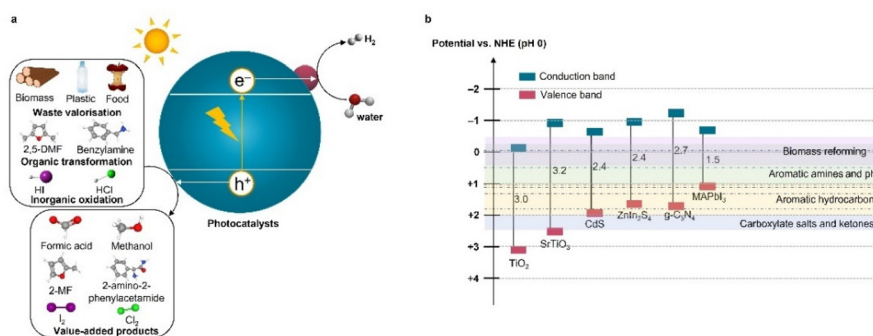 a
H2
e−
Biomass Plastic Food
Waste valorisation
water
2,5-DMF Benzylamine
Organic transformation
HI HCl
Inorganic oxidation
h+
Photocatalysts
Formic acid Methanol
2-MF 2-amino-2-
phenylacetamide
I2 Cl2
Value-added products
b
Potential vs. NHE (pH 0)
−2
Conduction band
Valence band
−1
0
Biomass reforming
2.4
2.7
3.2
2.4
1.5
Aromatic amines and ph
+1
MAPbI3
3.0
Aromatic hydrocarbon
+2
CdS
ZnIn2S4
g-C3N4
Carboxylate salts and ketones
SrTiO3
+3
TiO2
+4